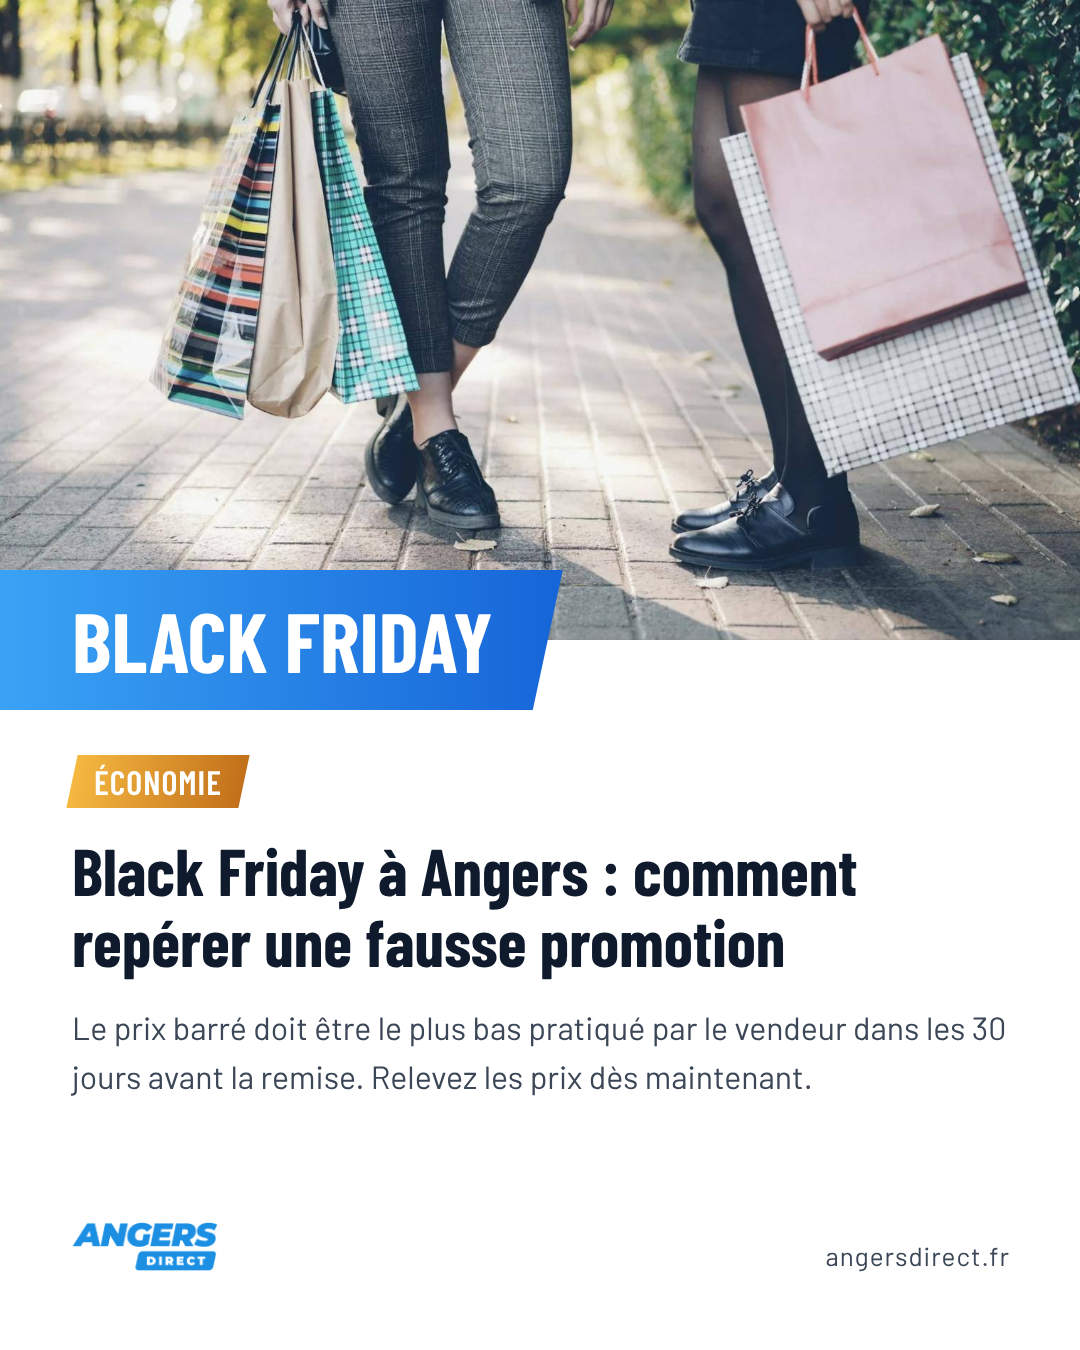 BLACK FRIDAY
ÉCONOMIE
Black Friday à Angers : comment
repérer une fausse promotion
Le prix barré doit être le plus bas pratiqué par le vendeur dans les 30
jours avant la remise. Relevez les prix dès maintenant.
ANGERS
DIRECT
angersdirect.fr